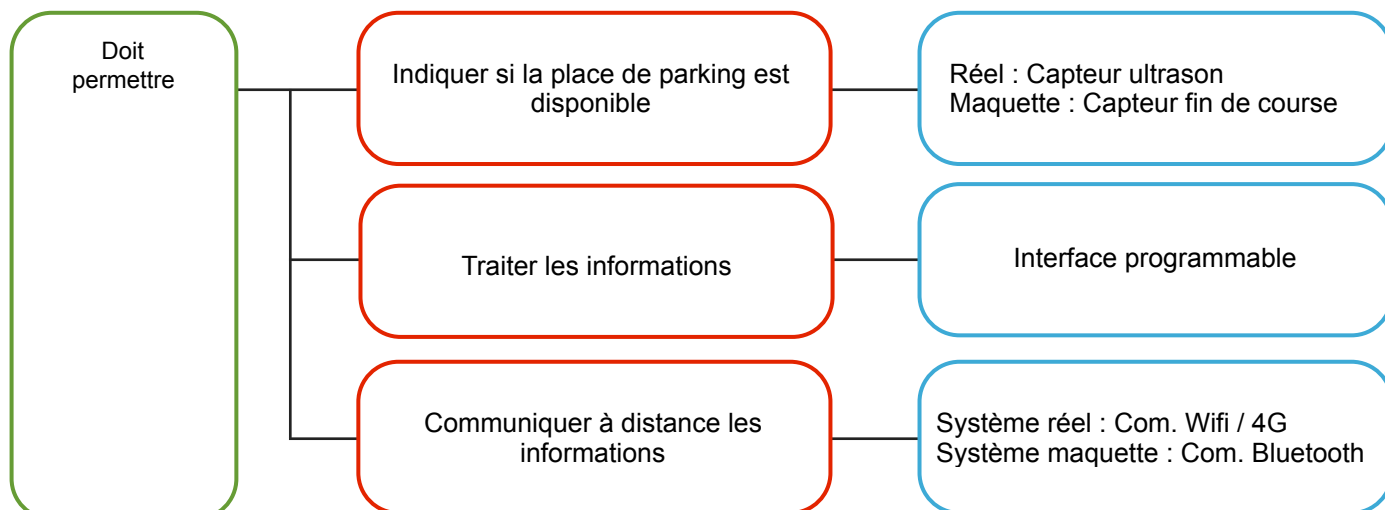 Doit
permettre
Indiquer si la place de parking est
disponible
Réel : Capteur ultrason
Maquette : Capteur fin de course
Traiter les informations
Interface programmable
Communiquer à distance les
informations
Système réel : Com. Wifi / 4G
Système maquette : Com. Bluetooth